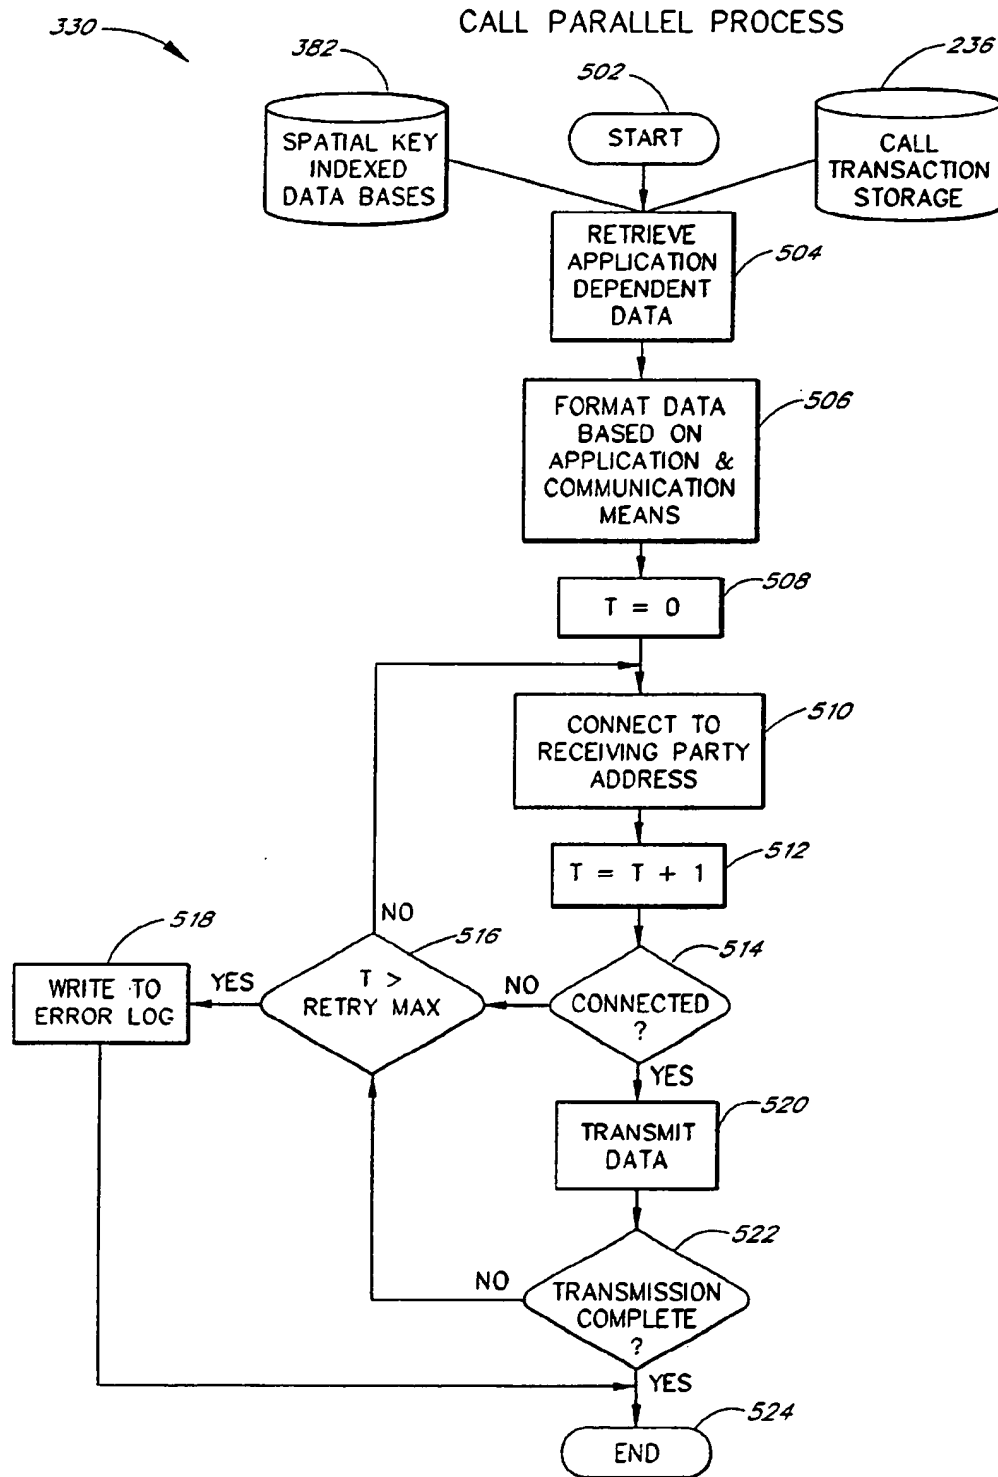 CALL PARALLEL PROCESS
330
382
502
236
SPATIAL KEY
INDEXED
DATA BASES
START
CALL
TRANSACTION
STORAGE
RETRIEVE
APPLICATION
DEPENDENT
DATA
504
FORMAT DATA
BASED ON
APPLICATION &
COMMUNICATION
MEANS
506
T = 0
508
CONNECT TO
RECEIVING PARTY
ADDRESS
510
T = T + 1
512
NO
518
516
514
WRITE TO
ERROR LOG
YES
T >
RETRY MAX
NO
CONNECTED
?
YES
TRANSMIT
DATA
520
522
NO
TRANSMISSION
COMPLETE
?
YES
524
END